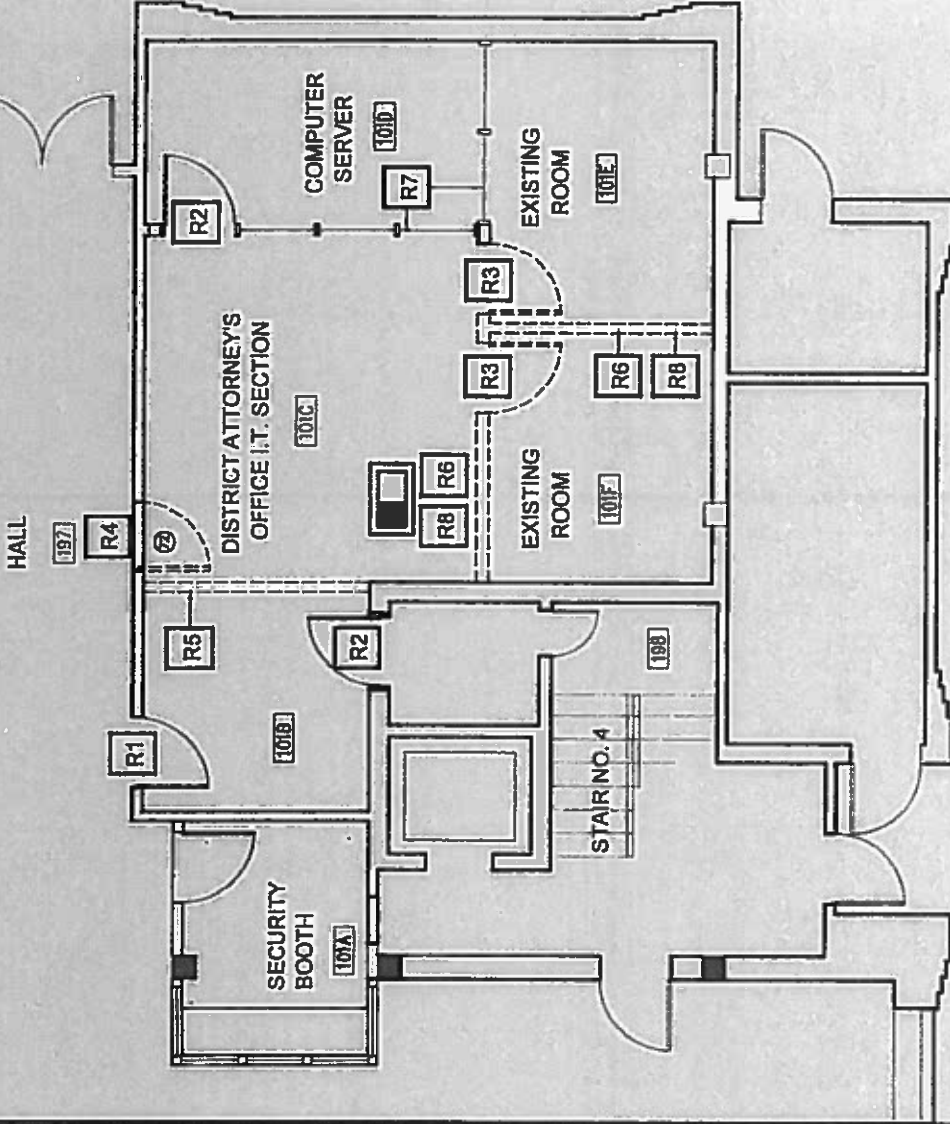 HALL
197
R4
R1
R5
R2
DISTRICT ATTORNEY'S
OFFICE I.T. SECTION
101C
SECURITY
BOOTH
101A
101B
COMPUTER
SERVER
101D
R2
R7
R8
R6
R3
R3
EXISTING
ROOM
101F
EXISTING
ROOM
101E
STAIR NO. 4
198
R6
R8